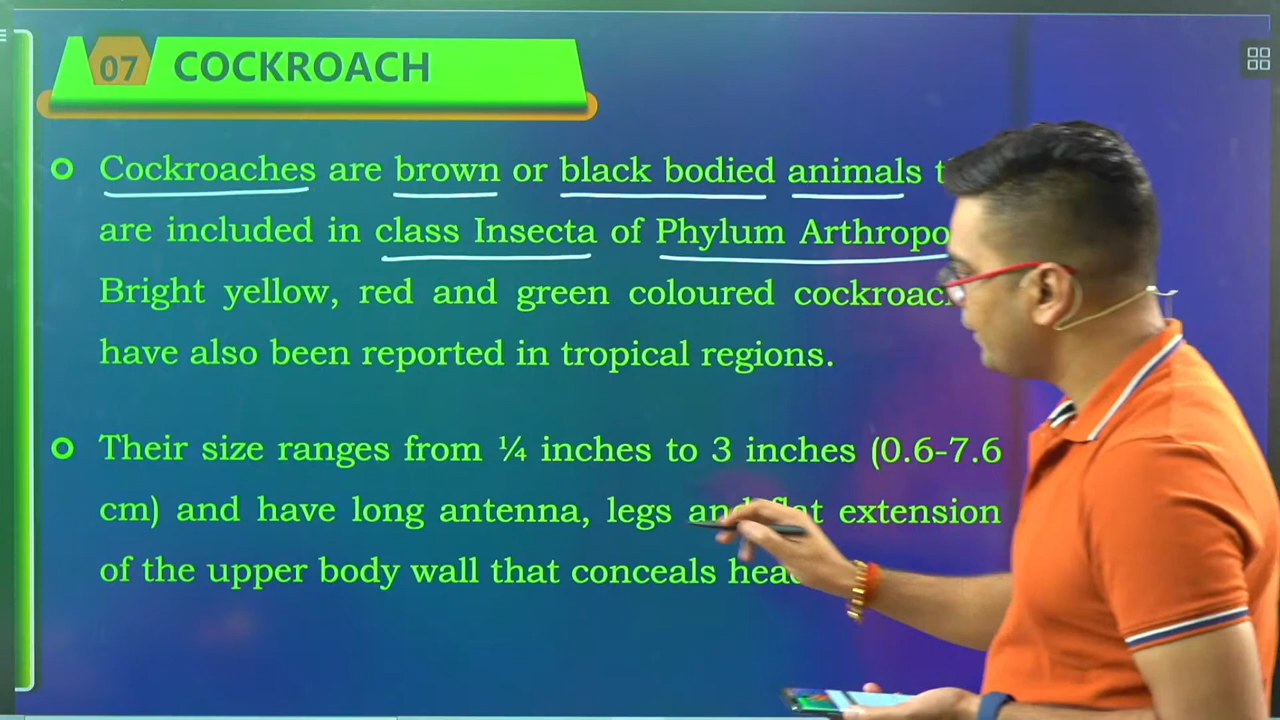 07 COCKROACH
Cockroaches are brown or black bodied animals
are included in class Insecta of Phylum
Bright yellow, red and green coloured
have also been reported in tropical regions.
Their size ranges from ¼ inches to 3 inches (0.6-7.6
cm) and have long antenna, legs and flat extension
of the upper body wall that conceals